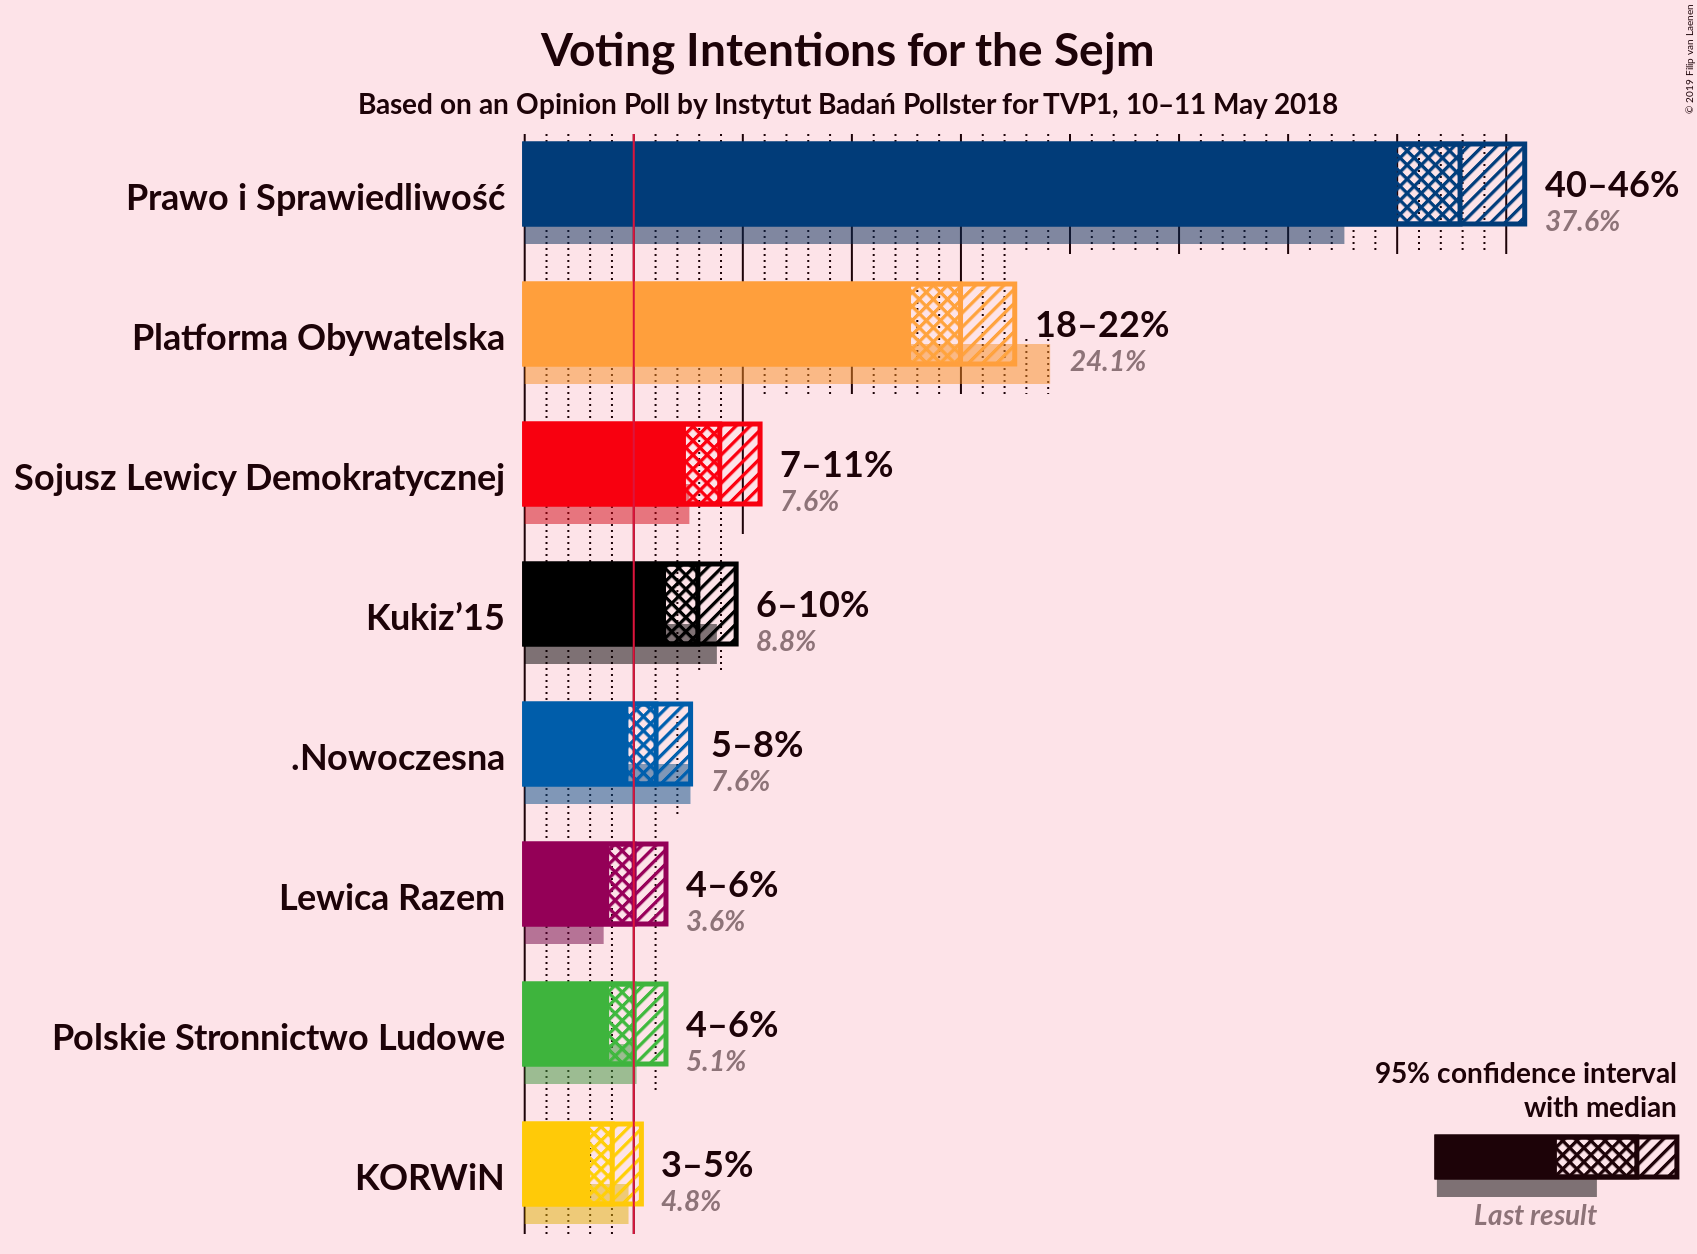 Voting Intentions for the Sejm
Based on an Opinion Poll by Instytut Badań Pollster for TVP1, 10–11 May 2018
© 2019 Filip van Laenen
Prawo i Sprawiedliwość
40–46%
37.6%
Platforma Obywatelska
18–22%
24.1%
Sojusz Lewicy Demokratycznej
7–11%
7.6%
Kukiz’15
6–10%
8.8%
.Nowoczesna
5–8%
7.6%
Lewica Razem
4–6%
3.6%
Polskie Stronnictwo Ludowe
4–6%
5.1%
KORWiN
3–5%
4.8%
95% confidence interval
with median
Last result